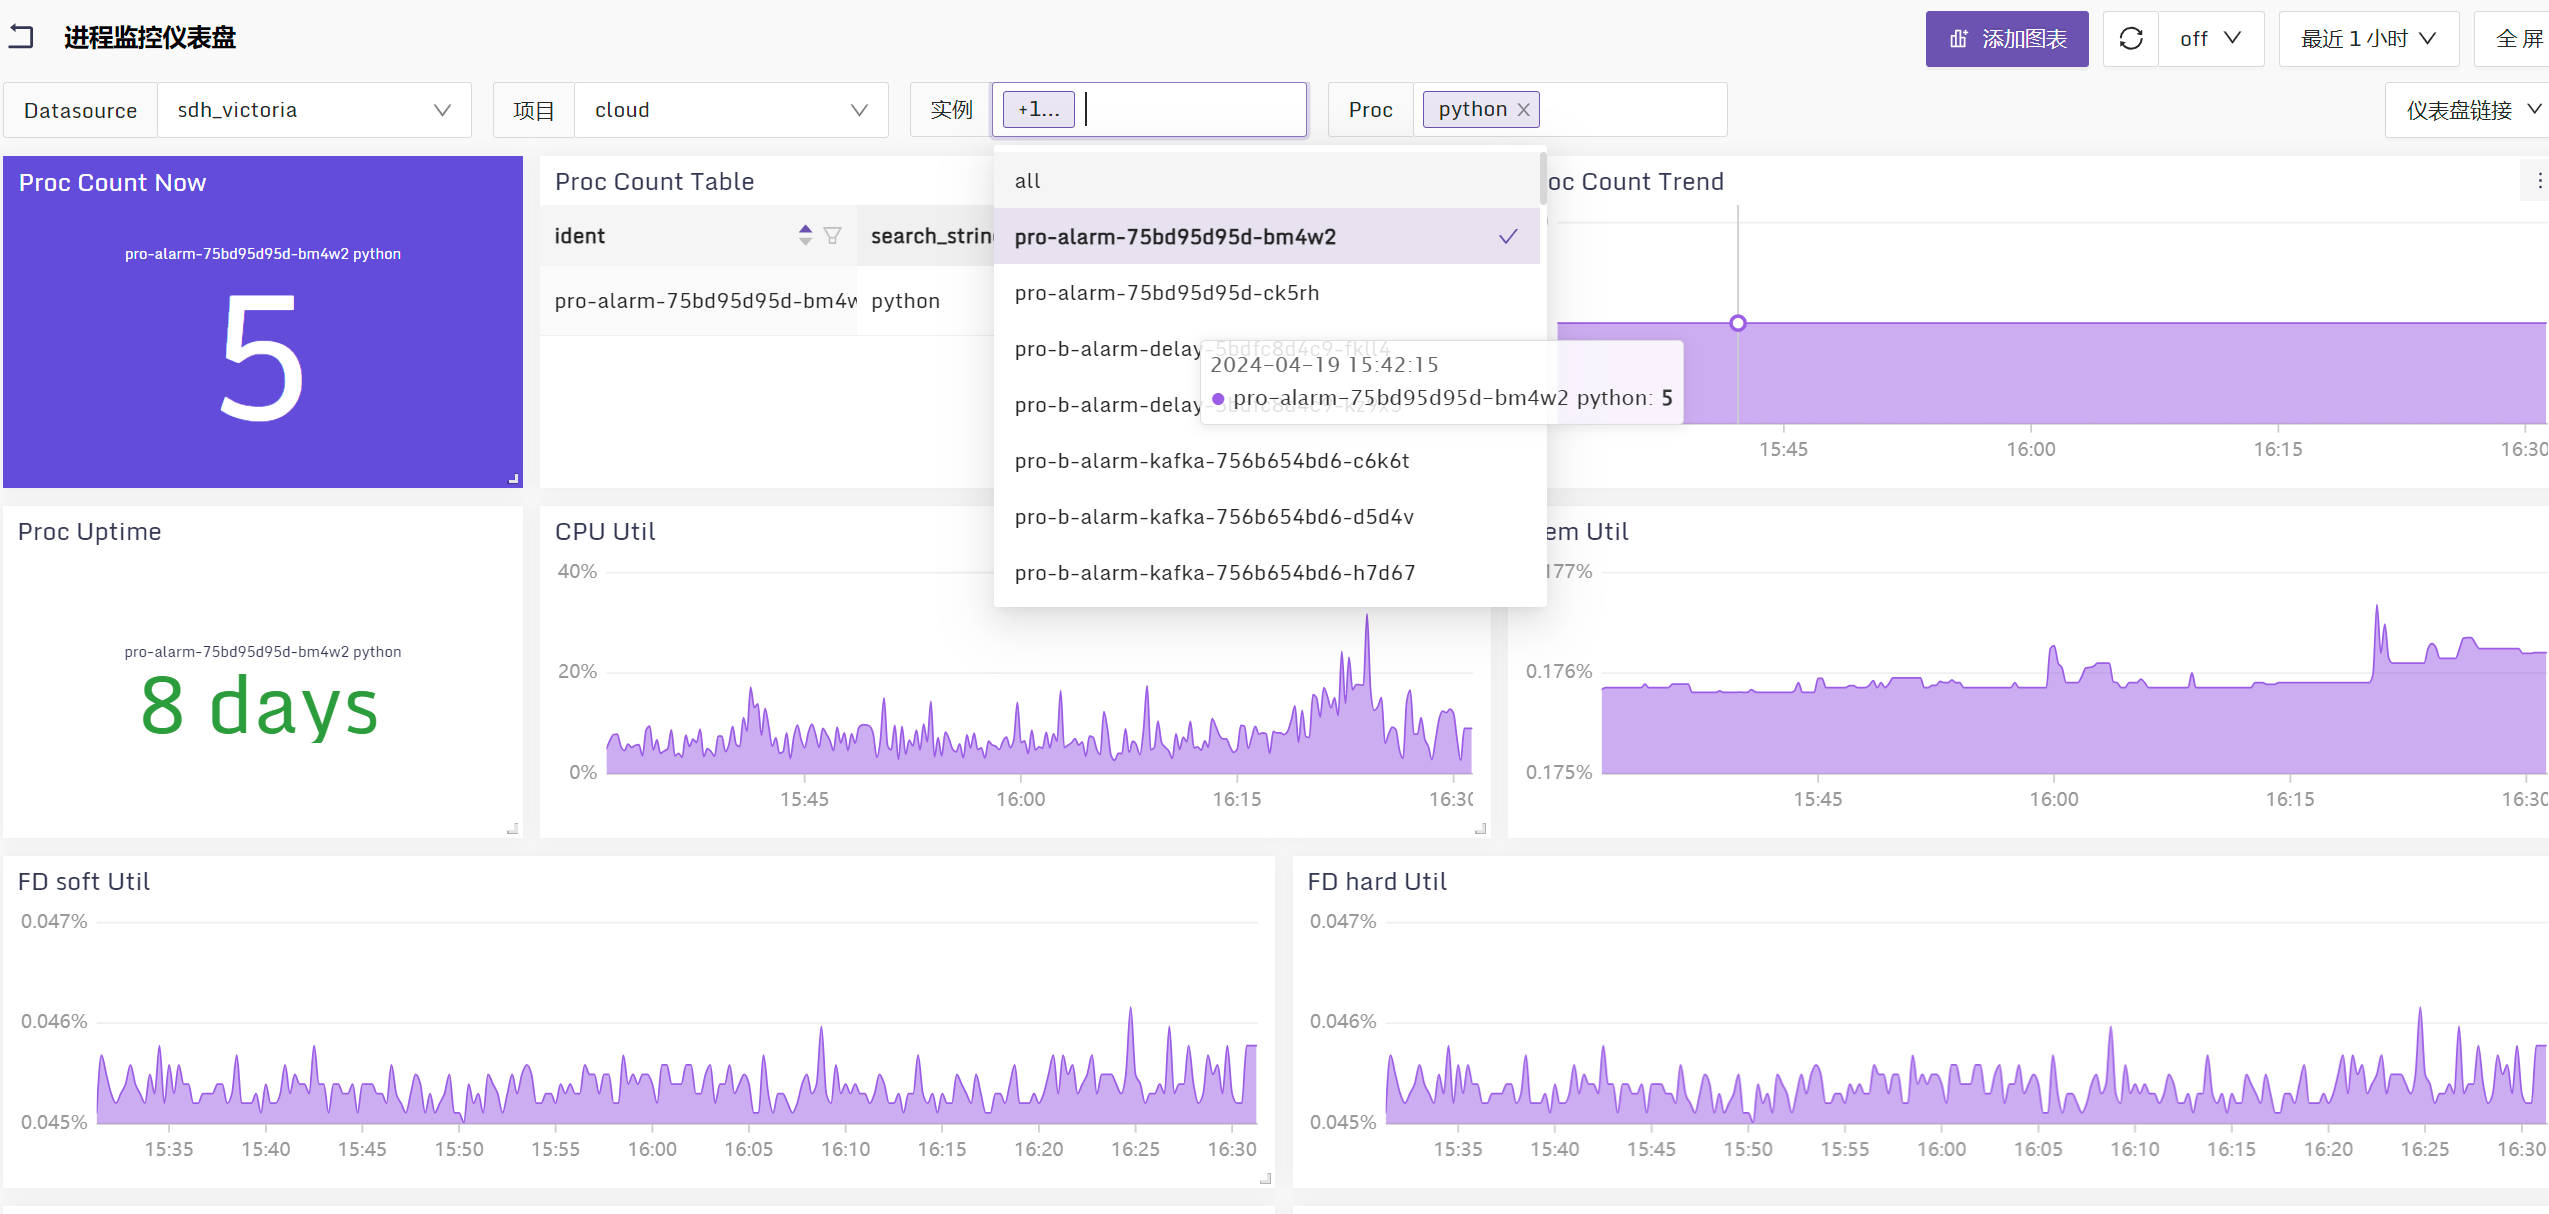 进程监控仪表盘
添加图表
off
最近 1 小时
全 屏
Datasource
sdh_victoria
项目
cloud
实例
+1...
Proc
python
仪表盘链接
Proc Count Now
pro-alarm-75bd95d95d-bm4w2 python
5
Proc Count Table
ident
search_string
pro-alarm-75bd95d95d-bm4w
python
all
pro-alarm-75bd95d95d-bm4w2
pro-alarm-75bd95d95d-ck5rh
pro-b-alarm-delay-5bdfc8d4c9-fkll4
pro-b-alarm-delay-5bdfc8d4c9-kz9x5
pro-b-alarm-kafka-756b654bd6-c6k6t
pro-b-alarm-kafka-756b654bd6-d5d4v
pro-b-alarm-kafka-756b654bd6-h7d67
oc Count Trend
2024-04-19 15:42:15
pro-alarm-75bd95d95d-bm4w2 python: 5
15:45
16:00
16:15
16:30
Proc Uptime
pro-alarm-75bd95d95d-bm4w2 python
8 days
CPU Util
40%
20%
0%
15:45
16:00
16:15
16:30
em Util
177%
0.176%
0.175%
15:45
16:00
16:15
16:30
FD soft Util
0.047%
0.046%
0.045%
15:35
15:40
15:45
15:50
15:55
16:00
16:05
16:10
16:15
16:20
16:25
16:30
FD hard Util
0.047%
0.046%
0.045%
15:35
15:40
15:45
15:50
15:55
16:00
16:05
16:10
16:15
16:20
16:25
16:30